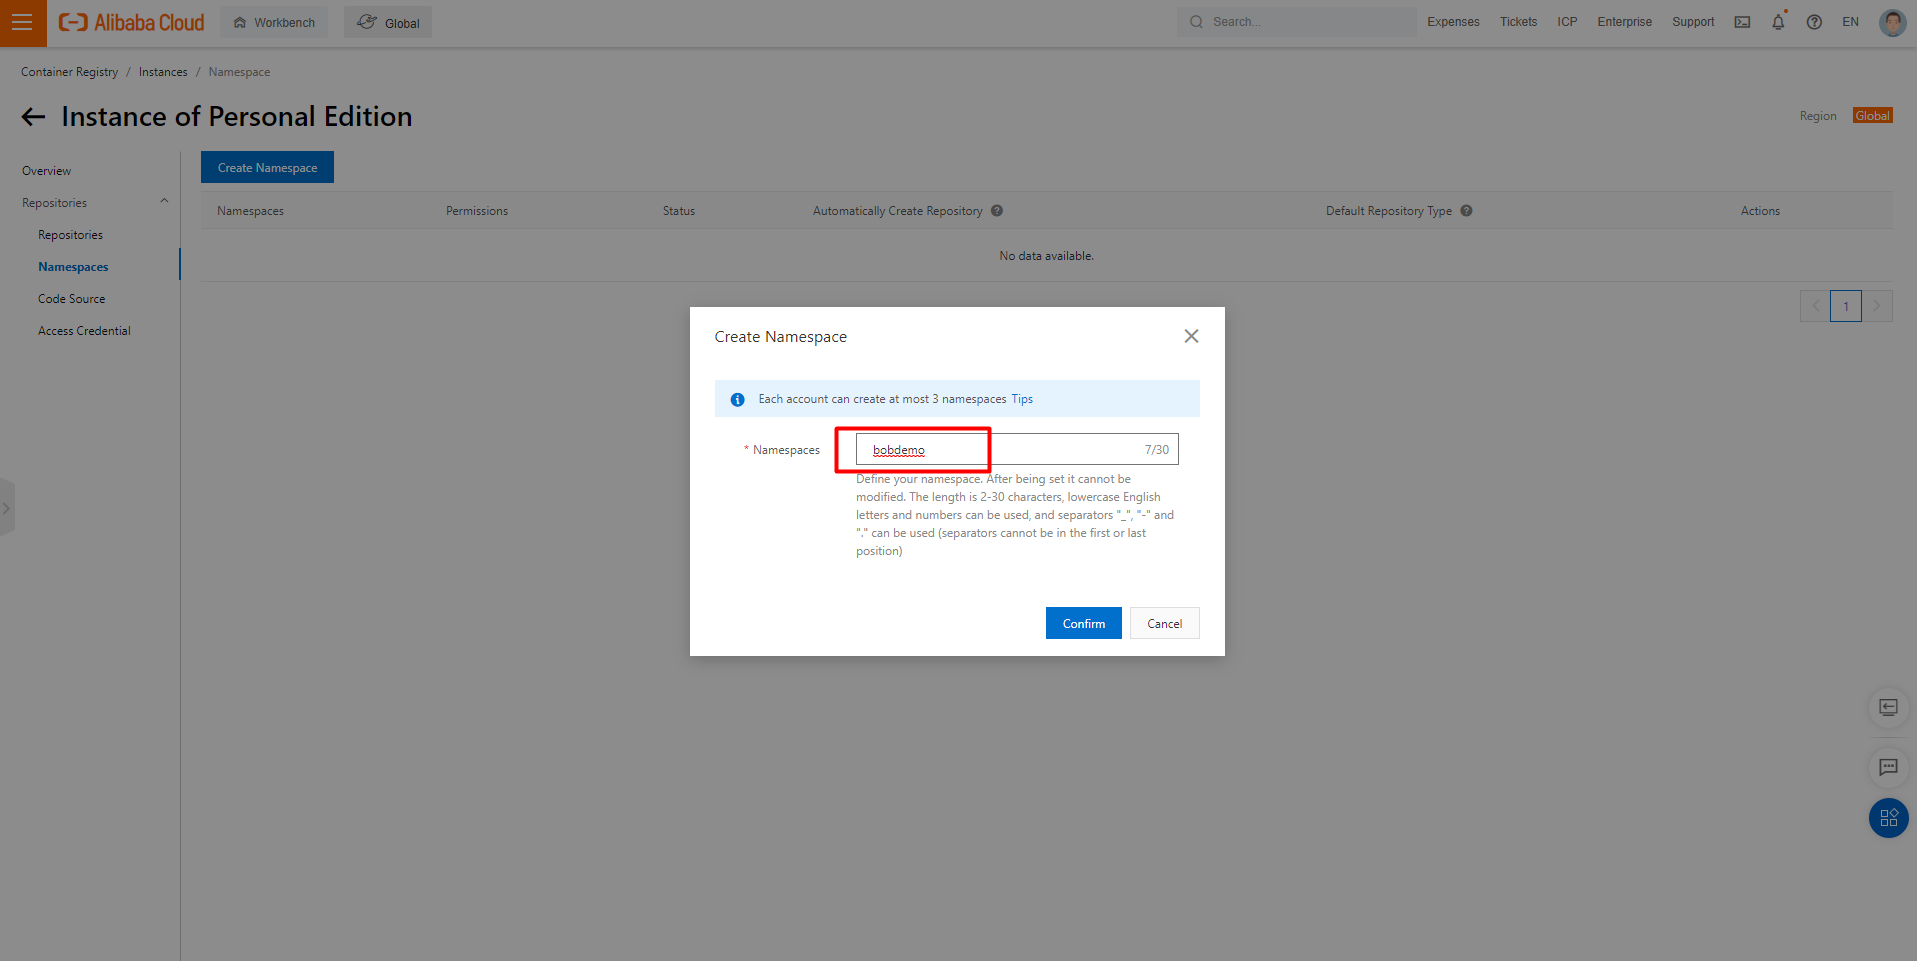 Alibaba Cloud
Workbench
Global
Search...
Expenses
Tickets
ICP
Enterprise
Support
EN
Container Registry / Instances / Namespace
Instance of Personal Edition
Region Global
Overview
Repositories
Repositories
Namespaces
Code Source
Access Credential
Create Namespace
Namespaces Permissions Status Automatically Create Repository Default Repository Type Actions
No data available.
1
Create Namespace
Each account can create at most 3 namespaces Tips
* Namespaces
bobdemo
7/30
Define your namespace. After being set it cannot be
modified. The length is 2-30 characters, lowercase English
letters and numbers can be used, and separators "_", "-" and
"." can be used (separators cannot be in the first or last
position)
Confirm
Cancel